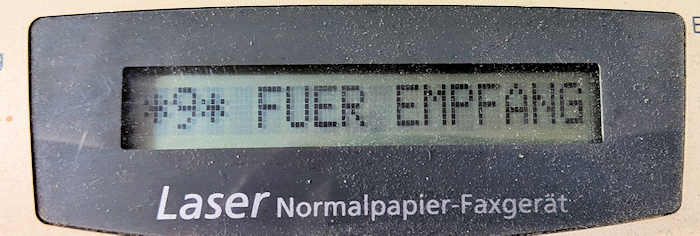 *9* FUER EMPFANG
Laser Normalpapier-Faxgerät